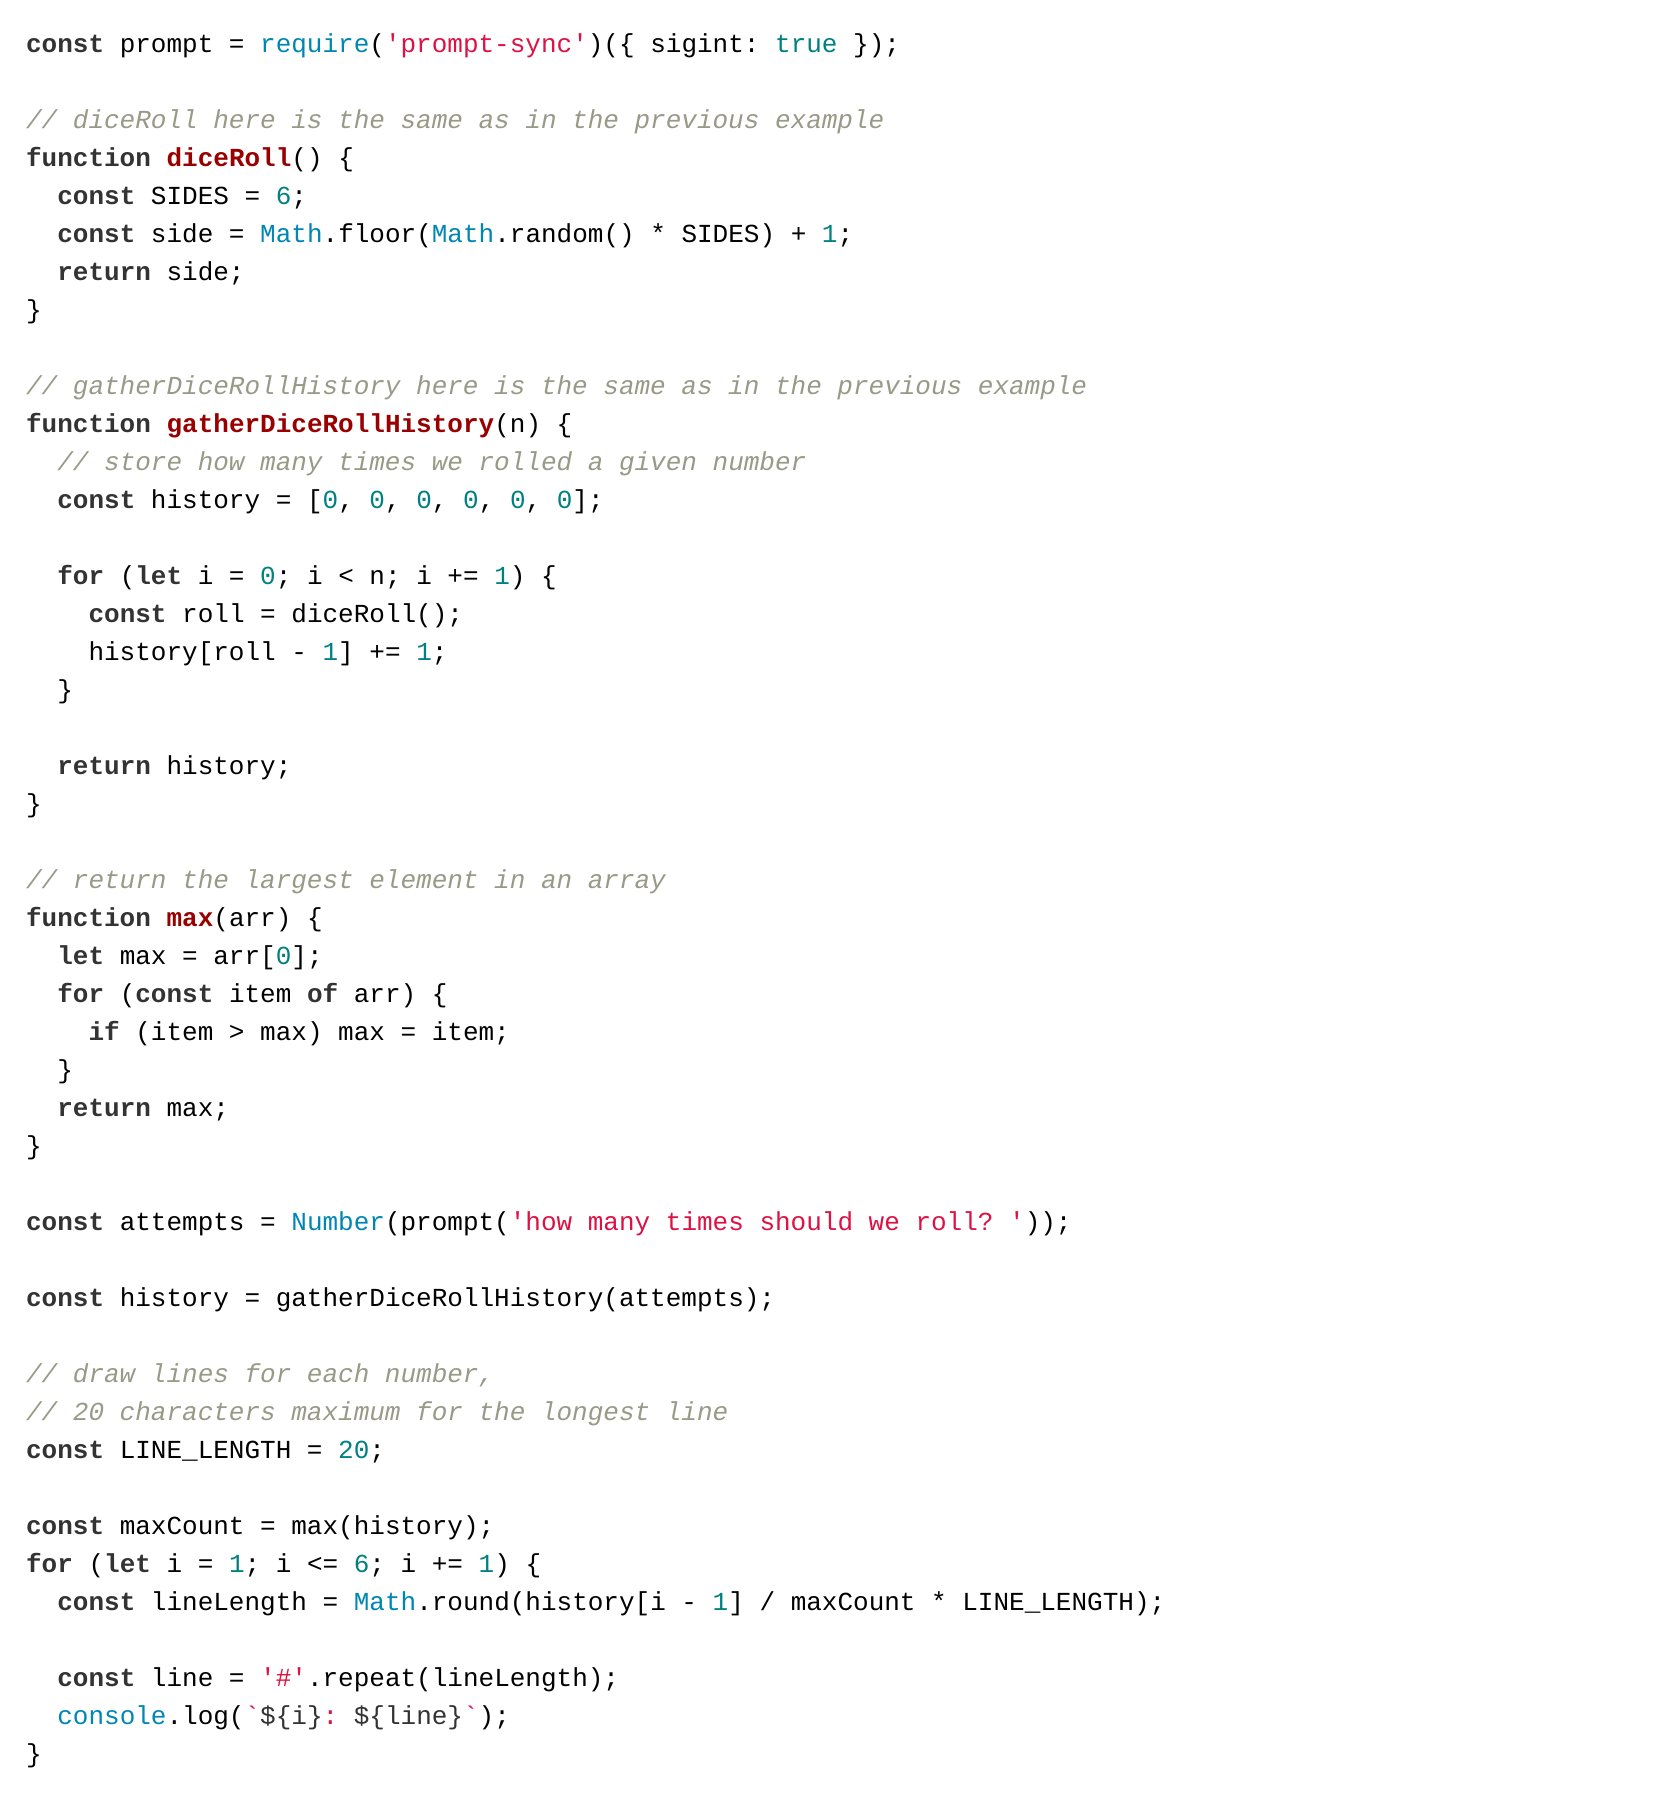 const prompt = require('prompt-sync')({ sigint: true });

// diceRoll here is the same as in the previous example
function diceRoll() {
  const SIDES = 6;
  const side = Math.floor(Math.random() * SIDES) + 1;
  return side;
}

// gatherDiceRollHistory here is the same as in the previous example
function gatherDiceRollHistory(n) {
  // store how many times we rolled a given number
  const history = [0, 0, 0, 0, 0, 0];

  for (let i = 0; i < n; i += 1) {
    const roll = diceRoll();
    history[roll - 1] += 1;
  }

  return history;
}

// return the largest element in an array
function max(arr) {
  let max = arr[0];
  for (const item of arr) {
    if (item > max) max = item;
  }
  return max;
}

const attempts = Number(prompt('how many times should we roll? '));

const history = gatherDiceRollHistory(attempts);

// draw lines for each number,
// 20 characters maximum for the longest line
const LINE_LENGTH = 20;

const maxCount = max(history);
for (let i = 1; i <= 6; i += 1) {
  const lineLength = Math.round(history[i - 1] / maxCount * LINE_LENGTH);

  const line = '#'.repeat(lineLength);
  console.log(`${i}: ${line}`);
}